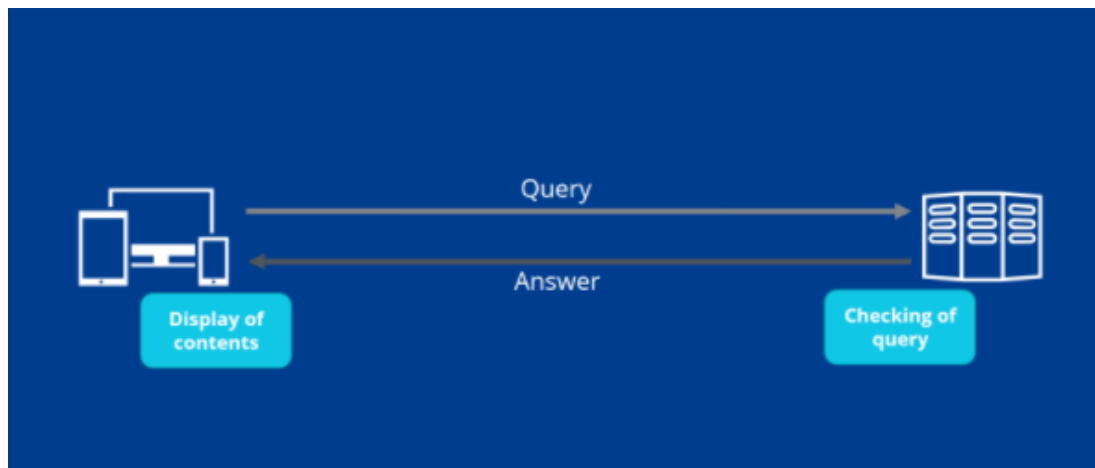 Query
Answer
Display of
contents
Checking of
query